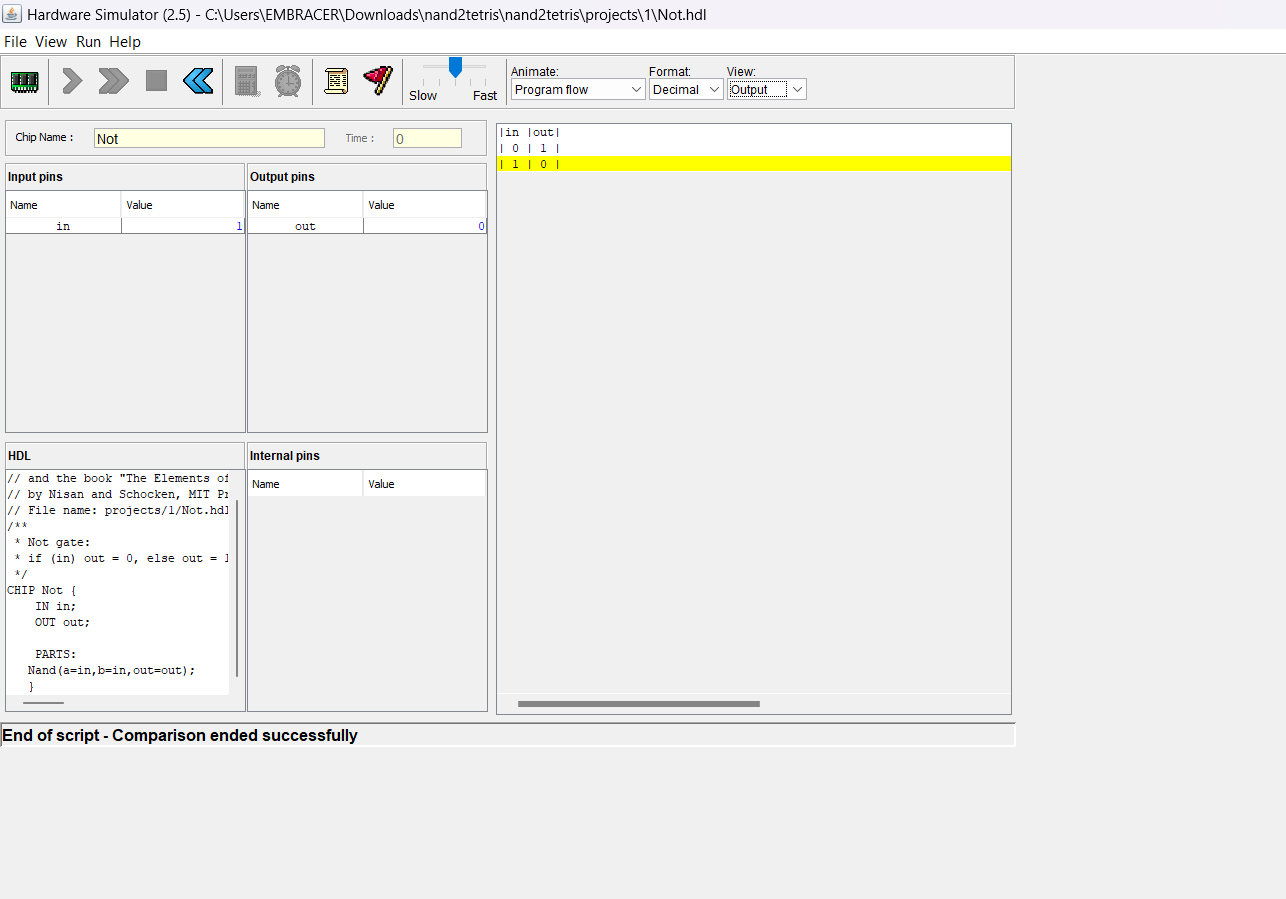 Hardware Simulator (2.5) - C:\Users\EMBRACER\Downloads\nand2tetris\nand2tetris\projects\1\Not.hdl
File View Run Help
Animate: Format: View:
Program flow Decimal Output
Slow Fast
Chip Name : Not Time : 0
Input pins
Name Value
in 1
Output pins
Name Value
out 0
HDL
// and the book "The Elements of
// by Nisan and Schocken, MIT Pr
// File name: projects/1/Not.hdl
/**
* Not gate:
* if (in) out = 0, else out = 1
*/
CHIP Not {
IN in;
OUT out;
PARTS:
Nand(a=in,b=in,out=out);
}
Internal pins
Name Value
|in |out|
| 0 | 1 |
| 1 | 0 |
End of script - Comparison ended successfully